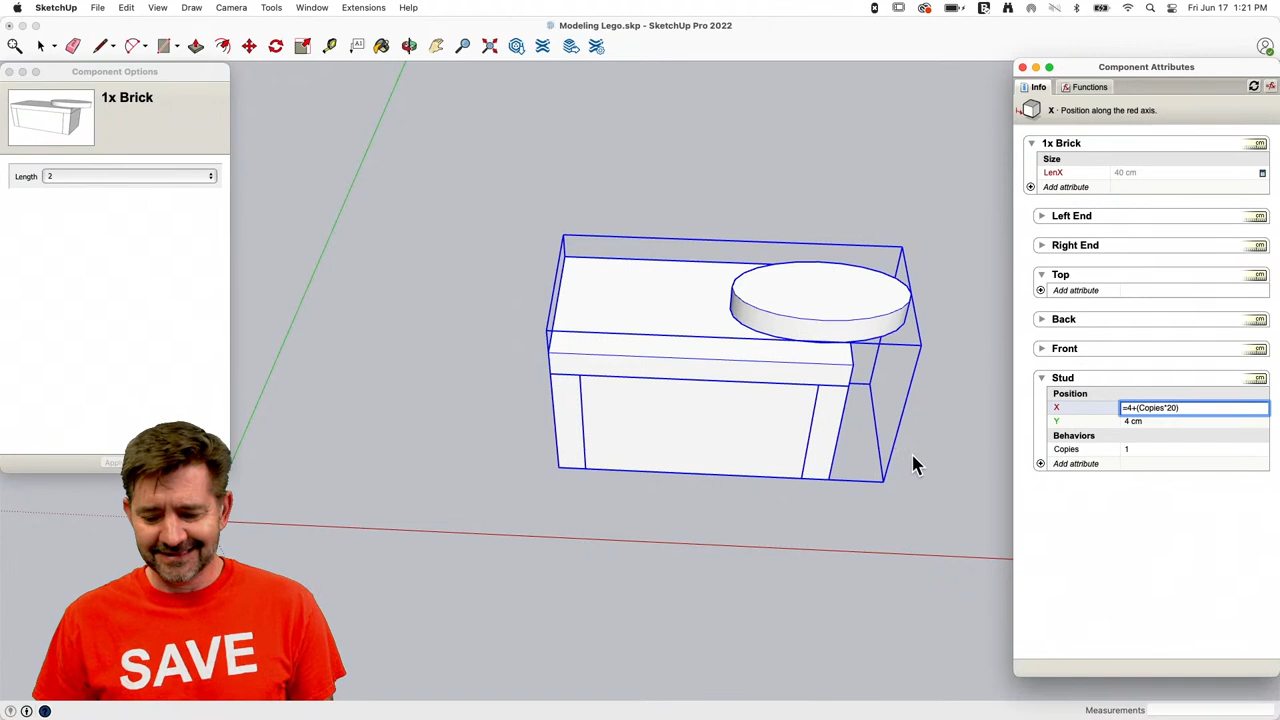 SketchUp File Edit View Draw Camera Tools Window Extensions Help
Fri Jun 17 1:21 PM
Modeling Lego.skp - SketchUp Pro 2022
Component Options
1x Brick
Length 2
Component Attributes
Info Functions
X - Position along the red axis.
1x Brick
Size
LenX 40 cm
Add attribute
Left End
Right End
Top
Add attribute
Back
Front
Stud
Position
X =4+(Copies*20)
Y 4 cm
Behaviors
Copies 1
Add attribute
SAVE
Measurements